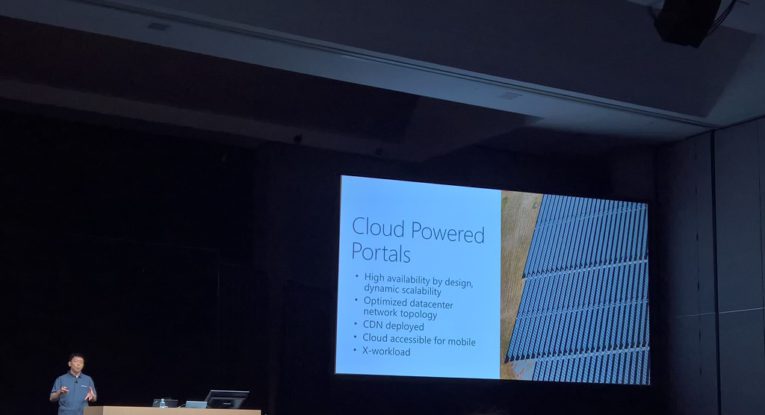 Cloud Powered
Portals
• High availability by design,
dynamic scalability
• Optimized datacenter
network topology
• CDN deployed
• Cloud accessible for mobile
• X-workload